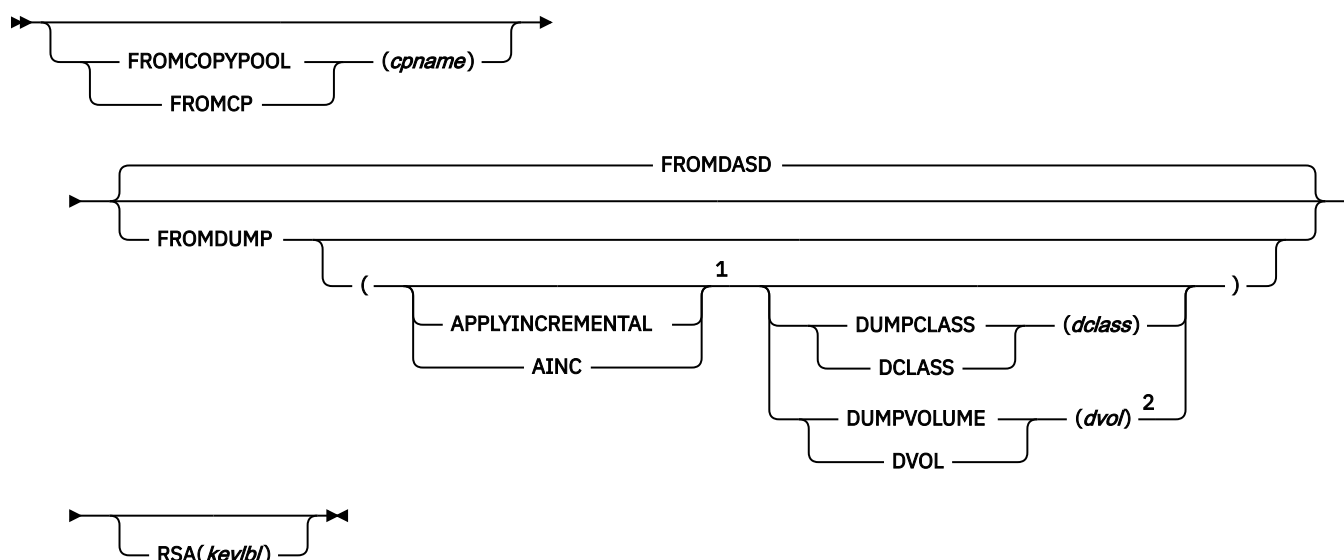 FROMCOPYPOOL (cpname)
FROMCP
FROMDASD
FROMDUMP
( 1 )
APPLYINCREMENTAL DUMPCLASS (dclass)
AINC DCLASS
DUMPVOLUME (dvol) 2
DVOL
RSA(keylbl)